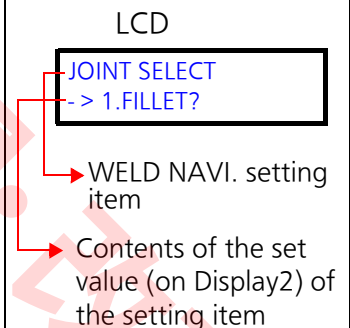 LCD
JOINT SELECT
- > 1.FILLET?
WELD NAVI. setting
item
Contents of the set
value (on Display2) of
the setting item